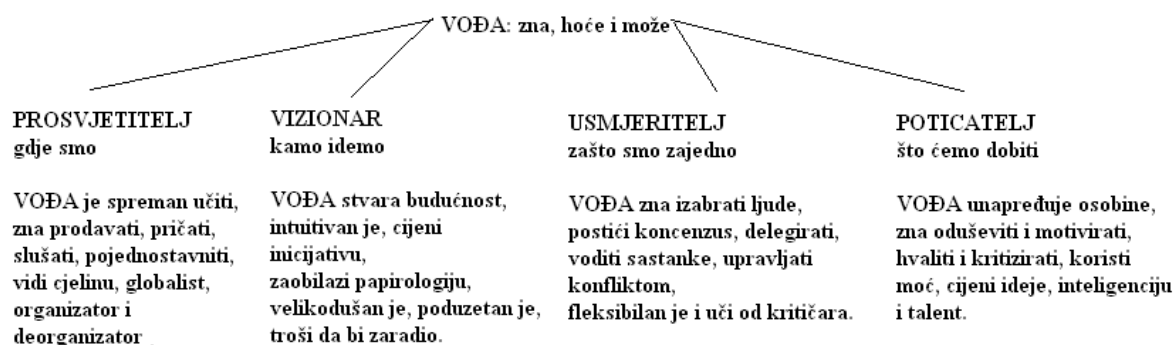 VOĐA: zna, hoće i može
PROSVJETITELJ
gdje smo
VOĐA je spreman učiti,
zna prodavati, pričati,
slušati, pojednostavniti,
vidi cjelinu, globalist,
organizator i
deorganizator
VIZIONAR
kamo idemo
VOĐA stvara budućnost,
intuitivan je, cijeni
inicijativu,
zaobilazi papirologiju,
velikodušan je, poduzetan je,
troši da bi zaradio.
USMJERITELJ
zašto smo zajedno
VOĐA zna izabrati ljude,
postići koncenzus, delegirati,
voditi sastanke, upravljati
konfliktom,
fleksibilan je i uči od kritičara.
POTICATELJ
što ćemo dobiti
VOĐA unapređuje osobine,
zna oduševiti i motivirati,
hvaliti i kritizirati, koristi
moć, cijeni ideje, inteligenciju
i talent.